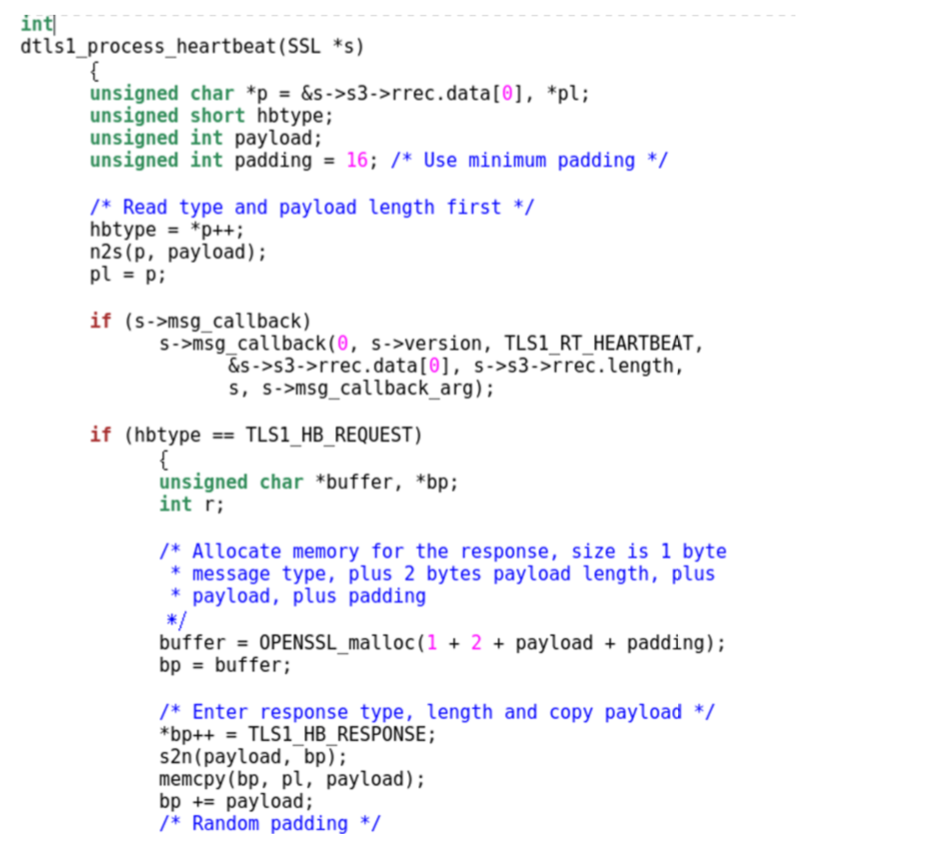 int
dtls1_process_heartbeat(SSL *s)
{
unsigned char *p = &s->s3->rrec.data[0], *pl;
unsigned short hbtype;
unsigned int payload;
unsigned int padding = 16; /* Use minimum padding */
/* Read type and payload length first */
hbtype = *p++;
n2s(p, payload);
pl = p;
if (s->msg_callback)
s->msg_callback(0, s->version, TLS1_RT_HEARTBEAT,
&s->s3->rrec.data[0], s->s3->rrec.length,
s, s->msg_callback_arg);
if (hbtype == TLS1_HB_REQUEST)
{
unsigned char *buffer, *bp;
int r;
/* Allocate memory for the response, size is 1 byte
* message type, plus 2 bytes payload length, plus
* payload, plus padding
*/
buffer = OPENSSL_malloc(1 + 2 + payload + padding);
bp = buffer;
/* Enter response type, length and copy payload */
*bp++ = TLS1_HB_RESPONSE;
s2n(payload, bp);
memcpy(bp, pl, payload);
bp += payload;
/* Random padding */